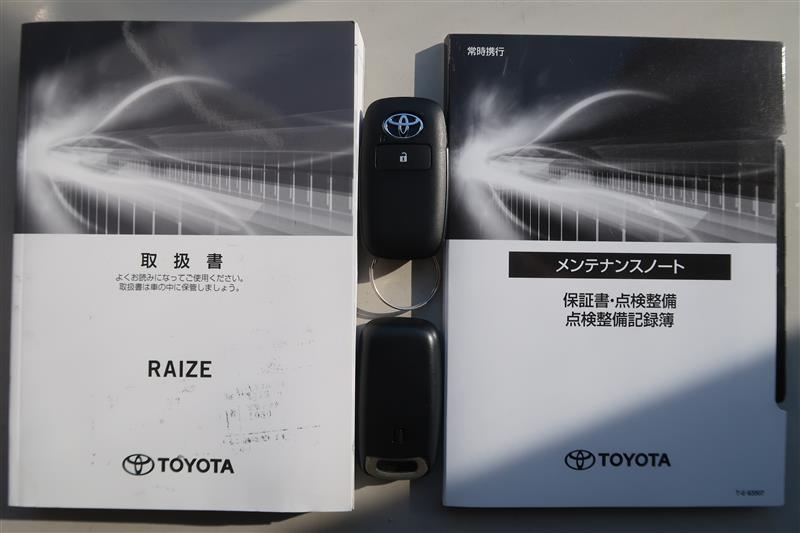 取扱書
よくお読みになってご使用ください。
取扱書は車の中に保管しましょう。
RAIZE
TOYOTA
常時携行
メンテナンスノート
保証書・点検整備
点検整備記録簿
TOYOTA